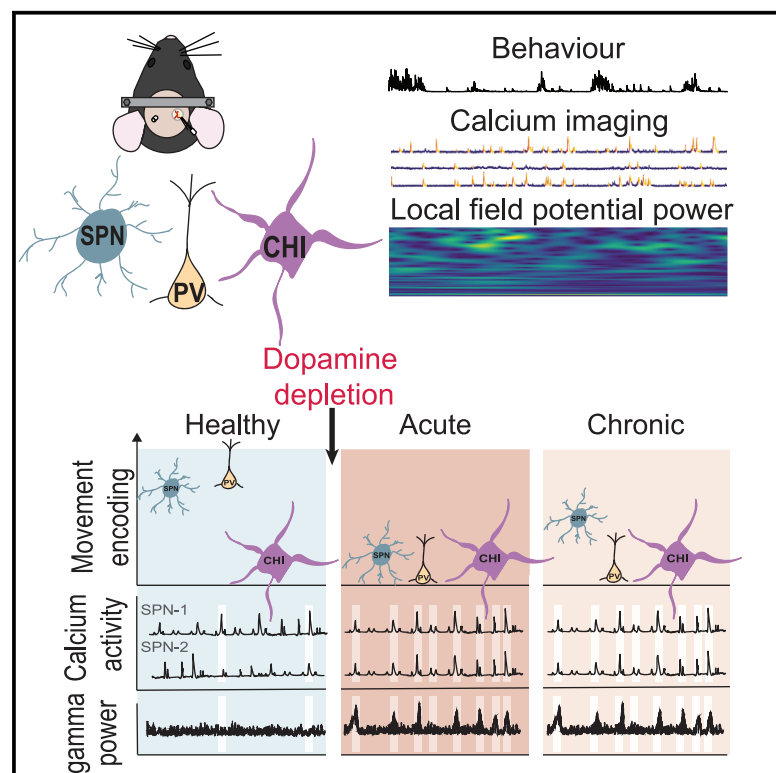 Behaviour
Calcium imaging
Local field potential power
SPN
PV
CHI
Dopamine
depletion
Healthy
Acute
Chronic
Movement
encoding
SPN
PV
CHI
SPN
PV
CHI
SPN
PV
CHI
Calcium
activity
SPN-1
SPN-2
gamma
power